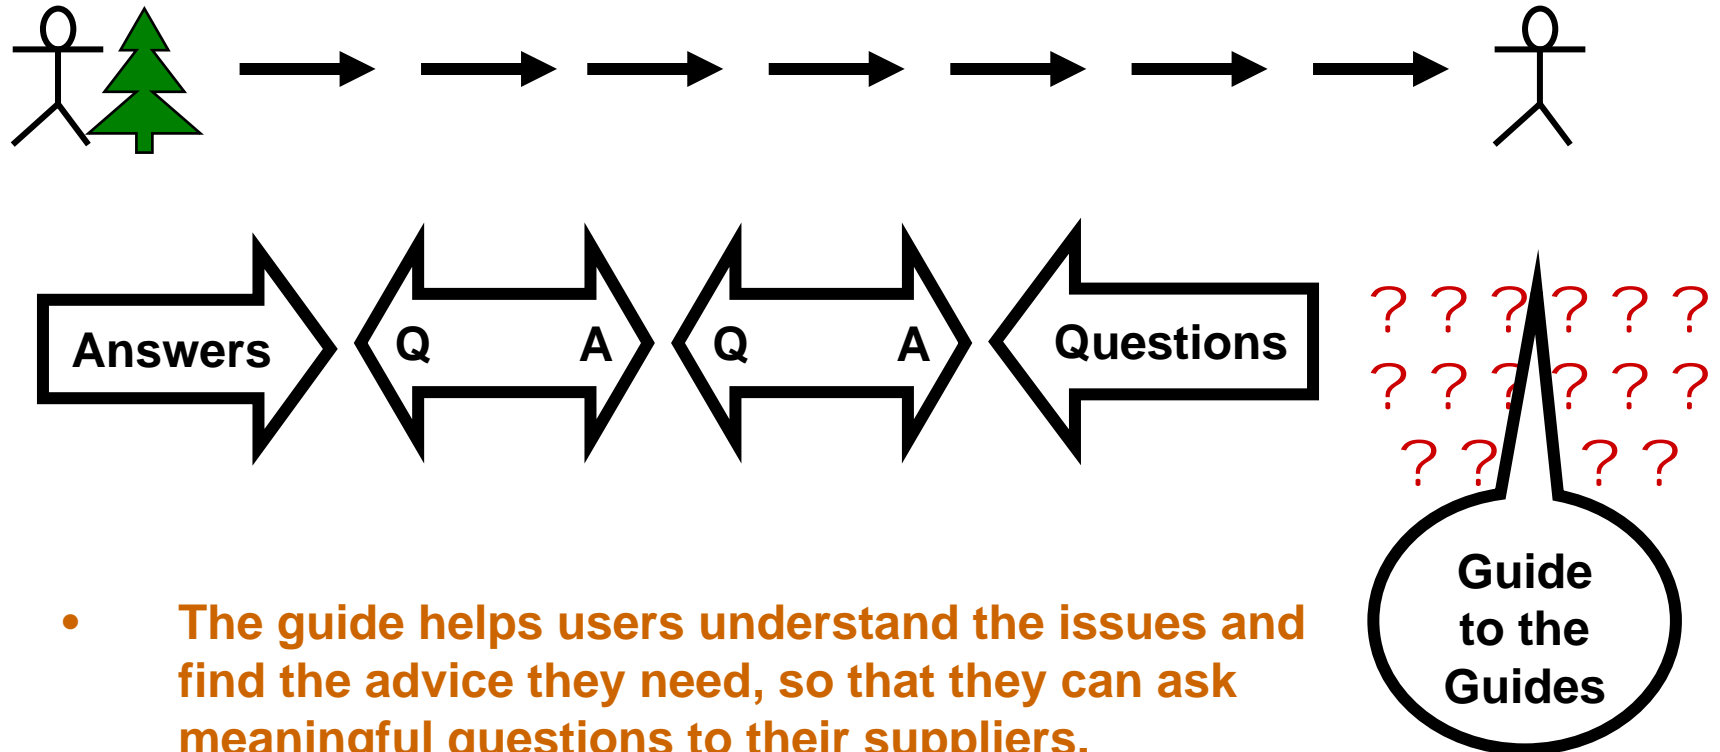 Answers
Q A
Q A
Questions
? ? ? ? ? ?
? ? ? ? ? ?
? ? ? ?
Guide
to the
Guides
• The guide helps users understand the issues and
find the advice they need, so that they can ask
meaningful questions to their suppliers.